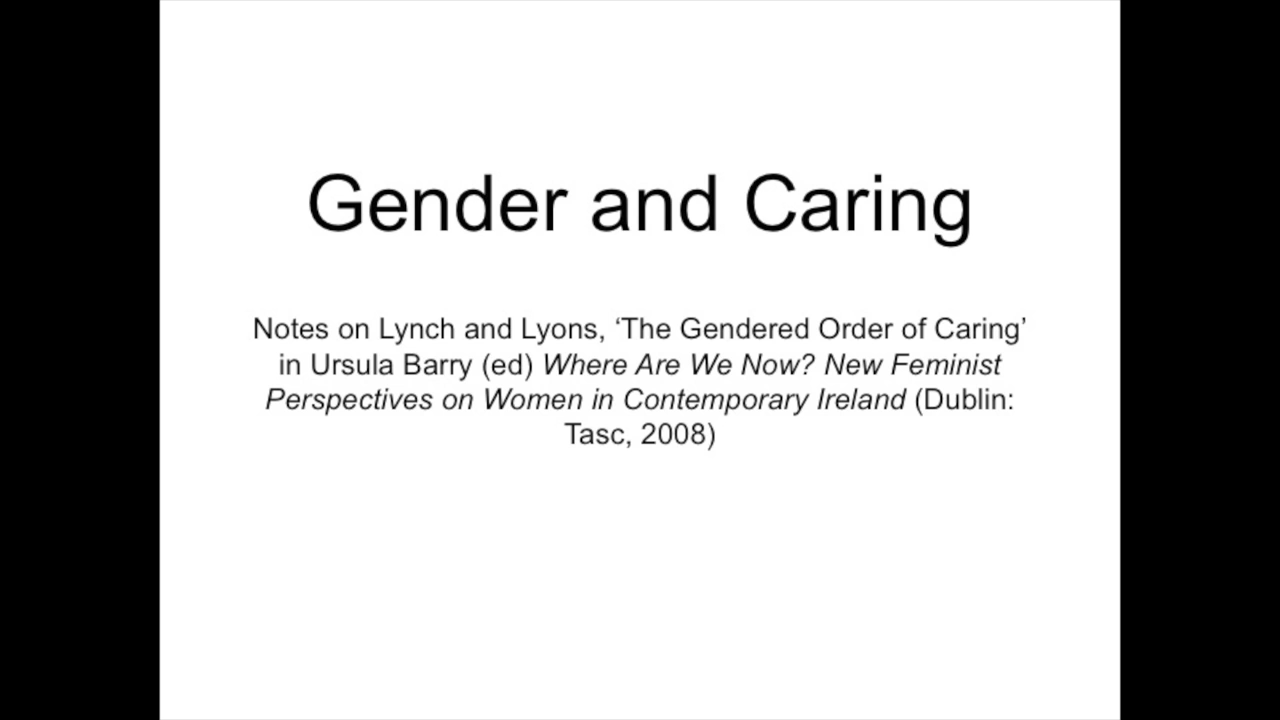 Gender and Caring
Notes on Lynch and Lyons, ‘The Gendered Order of Caring’
in Ursula Barry (ed) Where Are We Now? New Feminist
Perspectives on Women in Contemporary Ireland (Dublin:
Tasc, 2008)